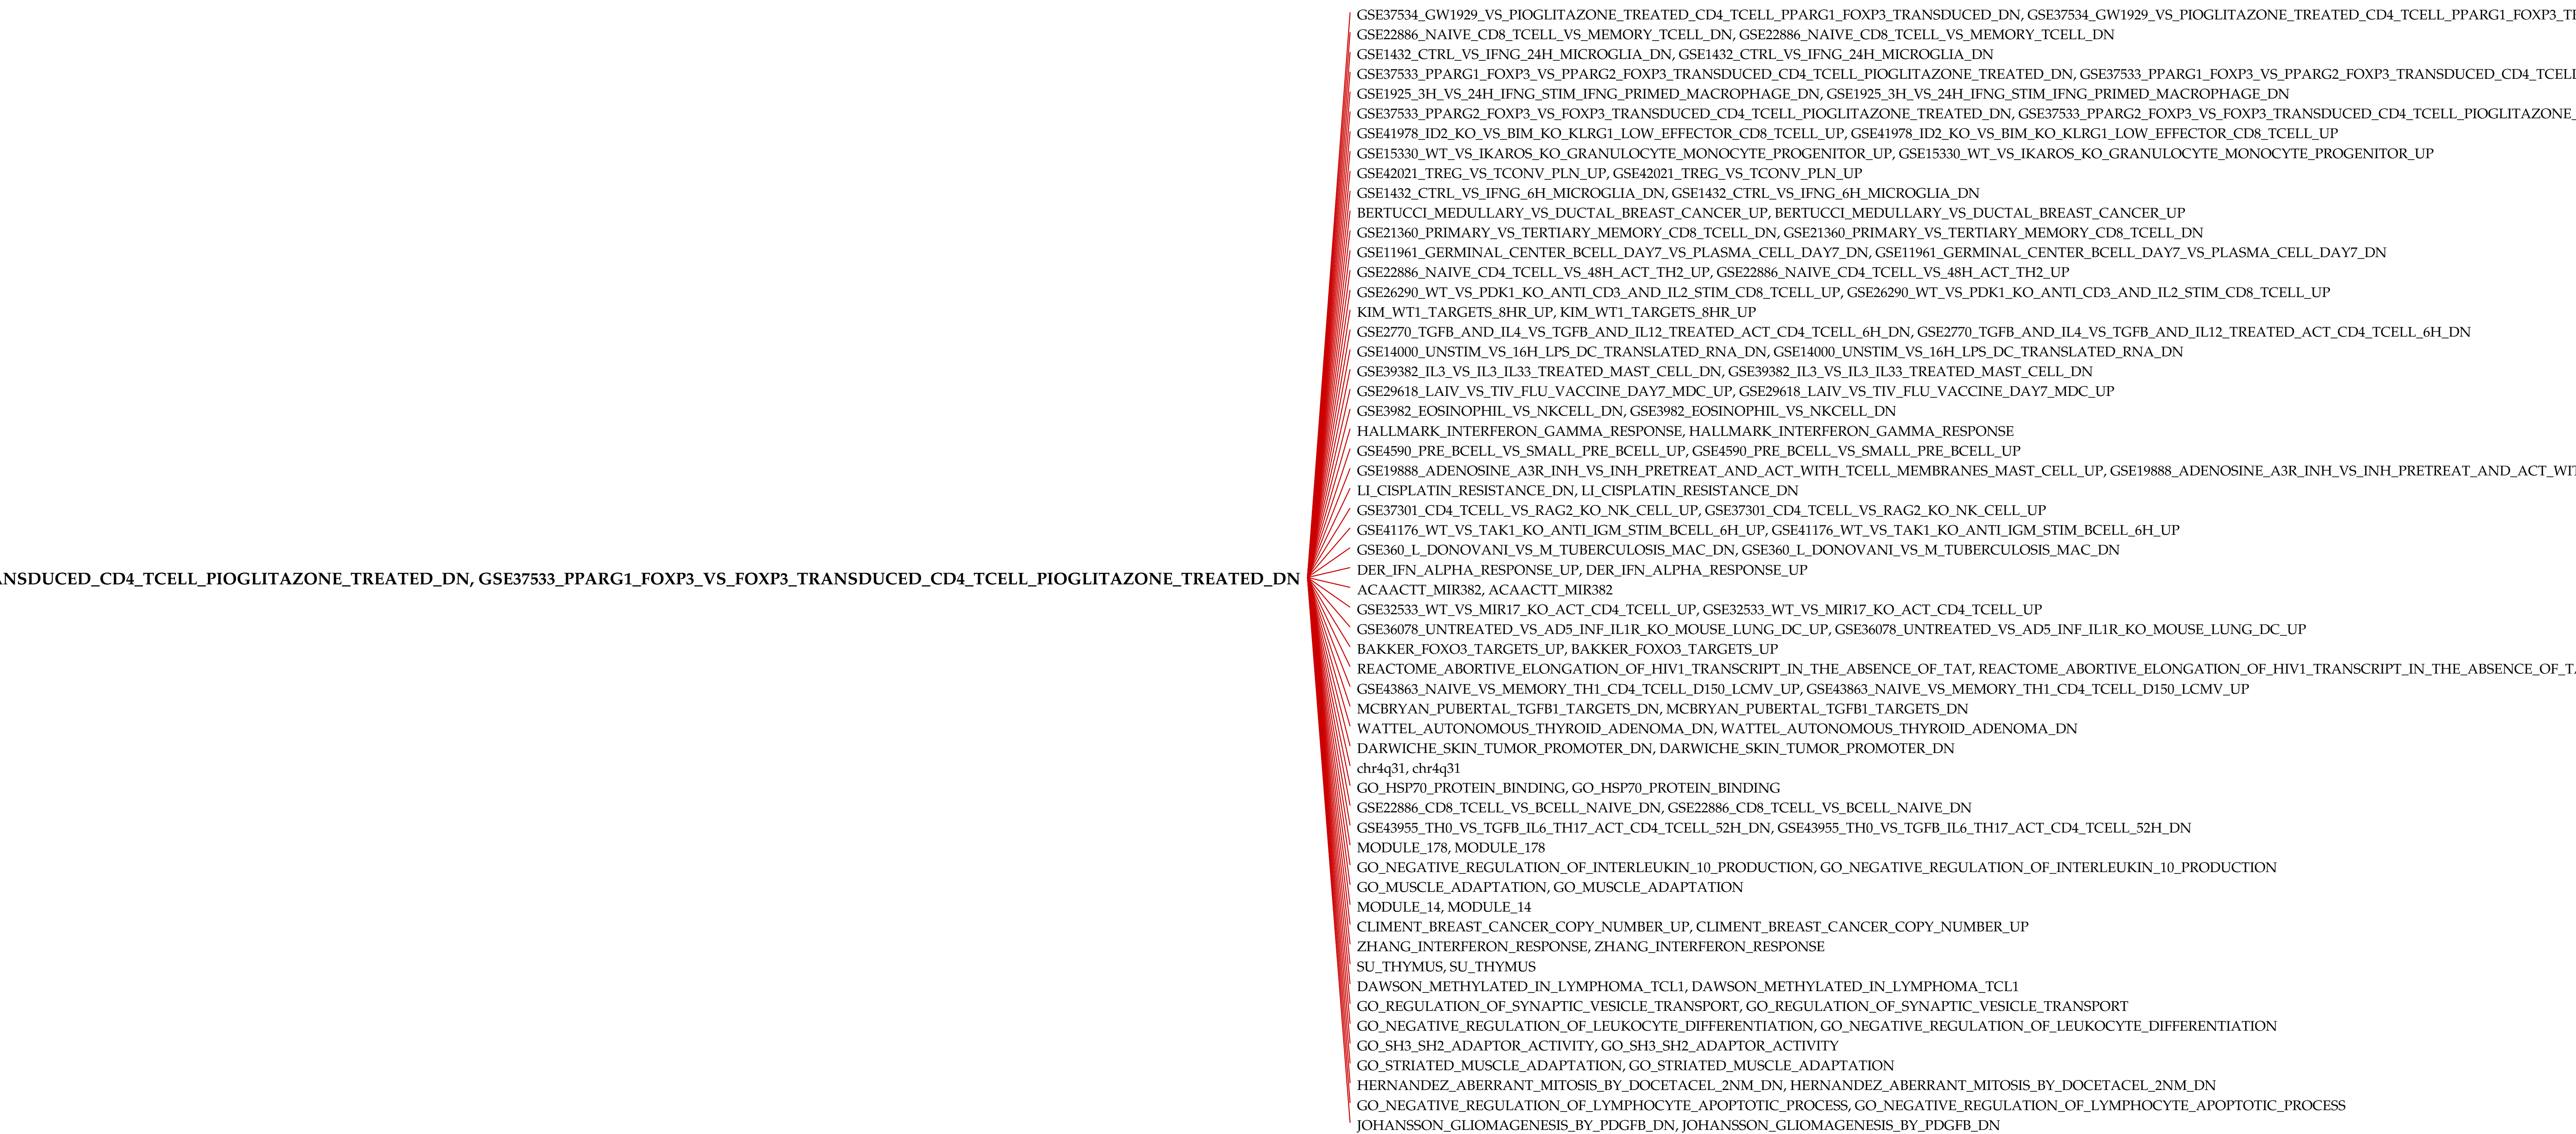 GSE37534_GW1929_VS_PIOGLITAZONE_TREATED_CD4_TCELL_PPARG1_FOXP3_TRANSDUCED_DN, GSE37534_GW1929_VS_PIOGLITAZONE_TREATED_CD4_TCELL_PPARG1_FOXP3_T
GSE22886_NAIVE_CD8_TCELL_VS_MEMORY_TCELL_DN, GSE22886_NAIVE_CD8_TCELL_VS_MEMORY_TCELL_DN
GSE1432_CTRL_VS_IFNG_24H_MICROGLIA_DN, GSE1432_CTRL_VS_IFNG_24H_MICROGLIA_DN
GSE37533_PPARG1_FOXP3_VS_PPARG2_FOXP3_TRANSDUCED_CD4_TCELL_PIOGLITAZONE_TREATED_DN, GSE37533_PPARG1_FOXP3_VS_PPARG2_FOXP3_TRANSDUCED_CD4_TCELL
GSE1925_3H_VS_24H_IFNG_STIM_IFNG_PRIMED_MACROPHAGE_DN, GSE1925_3H_VS_24H_IFNG_STIM_IFNG_PRIMED_MACROPHAGE_DN
GSE37533_PPARG2_FOXP3_VS_FOXP3_TRANSDUCED_CD4_TCELL_PIOGLITAZONE_TREATED_DN, GSE37533_PPARG2_FOXP3_VS_FOXP3_TRANSDUCED_CD4_TCELL_PIOGLITAZONE_
GSE41978_ID2_KO_VS_BIM_KO_KLRG1_LOW_EFFECTOR_CD8_TCELL_UP, GSE41978_ID2_KO_VS_BIM_KO_KLRG1_LOW_EFFECTOR_CD8_TCELL_UP
GSE15330_WT_VS_IKAROS_KO_GRANULOCYTE_MONOCYTE_PROGENITOR_UP, GSE15330_WT_VS_IKAROS_KO_GRANULOCYTE_MONOCYTE_PROGENITOR_UP
GSE42021_TREG_VS_TCONV_PLN_UP, GSE42021_TREG_VS_TCONV_PLN_UP
GSE1432_CTRL_VS_IFNG_6H_MICROGLIA_DN, GSE1432_CTRL_VS_IFNG_6H_MICROGLIA_DN
BERTUCCI_MEDULLARY_VS_DUCTAL_BREAST_CANCER_UP, BERTUCCI_MEDULLARY_VS_DUCTAL_BREAST_CANCER_UP
GSE21360_PRIMARY_VS_TERTIARY_MEMORY_CD8_TCELL_DN, GSE21360_PRIMARY_VS_TERTIARY_MEMORY_CD8_TCELL_DN
GSE11961_GERMINAL_CENTER_BCELL_DAY7_VS_PLASMA_CELL_DAY7_DN, GSE11961_GERMINAL_CENTER_BCELL_DAY7_VS_PLASMA_CELL_DAY7_DN
GSE22886_NAIVE_CD4_TCELL_VS_48H_ACT_TH2_UP, GSE22886_NAIVE_CD4_TCELL_VS_48H_ACT_TH2_UP
GSE26290_WT_VS_PDK1_KO_ANTI_CD3_AND_IL2_STIM_CD8_TCELL_UP, GSE26290_WT_VS_PDK1_KO_ANTI_CD3_AND_IL2_STIM_CD8_TCELL_UP
KIM_WT1_TARGETS_8HR_UP, KIM_WT1_TARGETS_8HR_UP
GSE2770_TGFB_AND_IL4_VS_TGFB_AND_IL12_TREATED_ACT_CD4_TCELL_6H_DN, GSE2770_TGFB_AND_IL4_VS_TGFB_AND_IL12_TREATED_ACT_CD4_TCELL_6H_DN
GSE14000_UNSTIM_VS_16H_LPS_DC_TRANSLATED_RNA_DN, GSE14000_UNSTIM_VS_16H_LPS_DC_TRANSLATED_RNA_DN
GSE39382_IL3_VS_IL3_IL33_TREATED_MAST_CELL_DN, GSE39382_IL3_VS_IL3_IL33_TREATED_MAST_CELL_DN
GSE29618_LAIV_VS_TIV_FLU_VACCINE_DAY7_MDC_UP, GSE29618_LAIV_VS_TIV_FLU_VACCINE_DAY7_MDC_UP
GSE3982_EOSINOPHIL_VS_NKCELL_DN, GSE3982_EOSINOPHIL_VS_NKCELL_DN
HALLMARK_INTERFERON_GAMMA_RESPONSE, HALLMARK_INTERFERON_GAMMA_RESPONSE
GSE4590_PRE_BCELL_VS_SMALL_PRE_BCELL_UP, GSE4590_PRE_BCELL_VS_SMALL_PRE_BCELL_UP
GSE19888_ADENOSINE_A3R_INH_VS_INH_PRETREAT_AND_ACT_WITH_TCELL_MEMBRANES_MAST_CELL_UP, GSE19888_ADENOSINE_A3R_INH_VS_INH_PRETREAT_AND_ACT_WI
LI_CISPLATIN_RESISTANCE_DN, LI_CISPLATIN_RESISTANCE_DN
GSE37301_CD4_TCELL_VS_RAG2_KO_NK_CELL_UP, GSE37301_CD4_TCELL_VS_RAG2_KO_NK_CELL_UP
GSE41176_WT_VS_TAK1_KO_ANTI_IGM_STIM_BCELL_6H_UP, GSE41176_WT_VS_TAK1_KO_ANTI_IGM_STIM_BCELL_6H_UP
GSE360_L_DONOVANI_VS_M_TUBERCULOSIS_MAC_DN, GSE360_L_DONOVANI_VS_M_TUBERCULOSIS_MAC_DN
DER_IFN_ALPHA_RESPONSE_UP, DER_IFN_ALPHA_RESPONSE_UP
NSDUCED_CD4_TCELL_PIOGLITAZONE_TREATED_DN, GSE37533_PPARG1_FOXP3_VS_FOXP3_TRANSDUCED_CD4_TCELL_PIOGLITAZONE_TREATED_DN
ACAACTT_MIR382, ACAACTT_MIR382
GSE32533_WT_VS_MIR17_KO_ACT_CD4_TCELL_UP, GSE32533_WT_VS_MIR17_KO_ACT_CD4_TCELL_UP
GSE36078_UNTREATED_VS_AD5_INF_IL1R_KO_MOUSE_LUNG_DC_UP, GSE36078_UNTREATED_VS_AD5_INF_IL1R_KO_MOUSE_LUNG_DC_UP
BAKKER_FOXO3_TARGETS_UP, BAKKER_FOXO3_TARGETS_UP
REACTOME_ABORTIVE_ELONGATION_OF_HIV1_TRANSCRIPT_IN_THE_ABSENCE_OF_TAT, REACTOME_ABORTIVE_ELONGATION_OF_HIV1_TRANSCRIPT_IN_THE_ABSENCE_OF_T
GSE43863_NAIVE_VS_MEMORY_TH1_CD4_TCELL_D150_LCMV_UP, GSE43863_NAIVE_VS_MEMORY_TH1_CD4_TCELL_D150_LCMV_UP
MCBRYAN_PUBERTAL_TGFB1_TARGETS_DN, MCBRYAN_PUBERTAL_TGFB1_TARGETS_DN
WATTEL_AUTONOMOUS_THYROID_ADENOMA_DN, WATTEL_AUTONOMOUS_THYROID_ADENOMA_DN
DARWICHE_SKIN_TUMOR_PROMOTER_DN, DARWICHE_SKIN_TUMOR_PROMOTER_DN
chr4q31, chr4q31
GO_HSP70_PROTEIN_BINDING, GO_HSP70_PROTEIN_BINDING
GSE22886_CD8_TCELL_VS_BCELL_NAIVE_DN, GSE22886_CD8_TCELL_VS_BCELL_NAIVE_DN
GSE43955_TH0_VS_TGFB_IL6_TH17_ACT_CD4_TCELL_52H_DN, GSE43955_TH0_VS_TGFB_IL6_TH17_ACT_CD4_TCELL_52H_DN
MODULE_178, MODULE_178
GO_NEGATIVE_REGULATION_OF_INTERLEUKIN_10_PRODUCTION, GO_NEGATIVE_REGULATION_OF_INTERLEUKIN_10_PRODUCTION
GO_MUSCLE_ADAPTATION, GO_MUSCLE_ADAPTATION
MODULE_14, MODULE_14
CLIMENT_BREAST_CANCER_COPY_NUMBER_UP, CLIMENT_BREAST_CANCER_COPY_NUMBER_UP
ZHANG_INTERFERON_RESPONSE, ZHANG_INTERFERON_RESPONSE
SU_THYMUS, SU_THYMUS
DAWSON_METHYLATED_IN_LYMPHOMA_TCL1, DAWSON_METHYLATED_IN_LYMPHOMA_TCL1
GO_REGULATION_OF_SYNAPTIC_VESICLE_TRANSPORT, GO_REGULATION_OF_SYNAPTIC_VESICLE_TRANSPORT
GO_NEGATIVE_REGULATION_OF_LEUKOCYTE_DIFFERENTIATION, GO_NEGATIVE_REGULATION_OF_LEUKOCYTE_DIFFERENTIATION
GO_SH3_SH2_ADAPTOR_ACTIVITY, GO_SH3_SH2_ADAPTOR_ACTIVITY
GO_STRIATED_MUSCLE_ADAPTATION, GO_STRIATED_MUSCLE_ADAPTATION
HERNANDEZ_ABERRANT_MITOSIS_BY_DOCETACEL_2NM_DN, HERNANDEZ_ABERRANT_MITOSIS_BY_DOCETACEL_2NM_DN
GO_NEGATIVE_REGULATION_OF_LYMPHOCYTE_APOPTOTIC_PROCESS, GO_NEGATIVE_REGULATION_OF_LYMPHOCYTE_APOPTOTIC_PROCESS
JOHANSSON_GLIOMAGENESIS_BY_PDGFB_DN, JOHANSSON_GLIOMAGENESIS_BY_PDGFB_DN